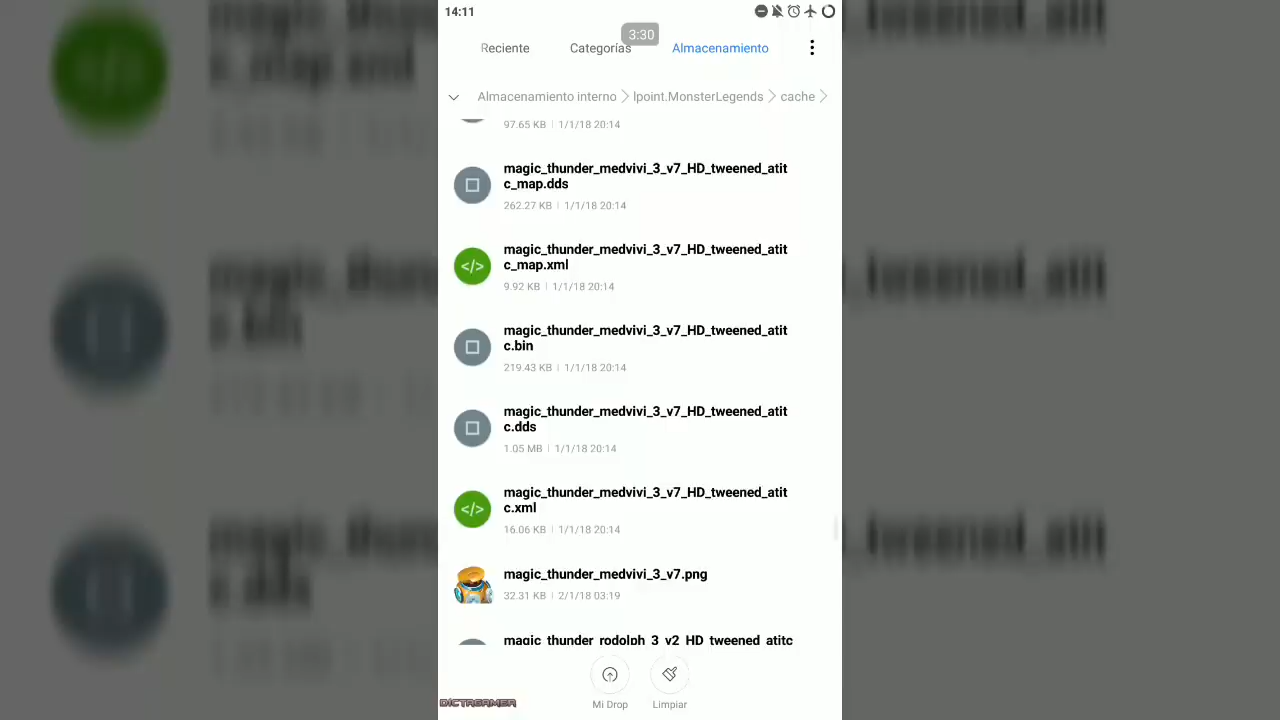 14:11
3:30
Reciente
Categorías
Almacenamiento
Almacenamiento interno
lpoint.MonsterLegends
cache
97.65 KB | 1/1/18 20:14
magic_thunder_medvivi_3_v7_HD_tweened_atit
c_map.dds
262.27 KB | 1/1/18 20:14
magic_thunder_medvivi_3_v7_HD_tweened_atit
c_map.xml
9.92 KB | 1/1/18 20:14
magic_thunder_medvivi_3_v7_HD_tweened_atit
c.bin
219.43 KB | 1/1/18 20:14
magic_thunder_medvivi_3_v7_HD_tweened_atit
c.dds
1.05 MB | 1/1/18 20:14
magic_thunder_medvivi_3_v7_HD_tweened_atit
c.xml
16.06 KB | 1/1/18 20:14
magic_thunder_medvivi_3_v7.png
32.31 KB | 2/1/18 03:19
magic_thunder_rodolph_3_v2_HD_tweened_atitc
Mi Drop
Limpiar
DICTAGAMER